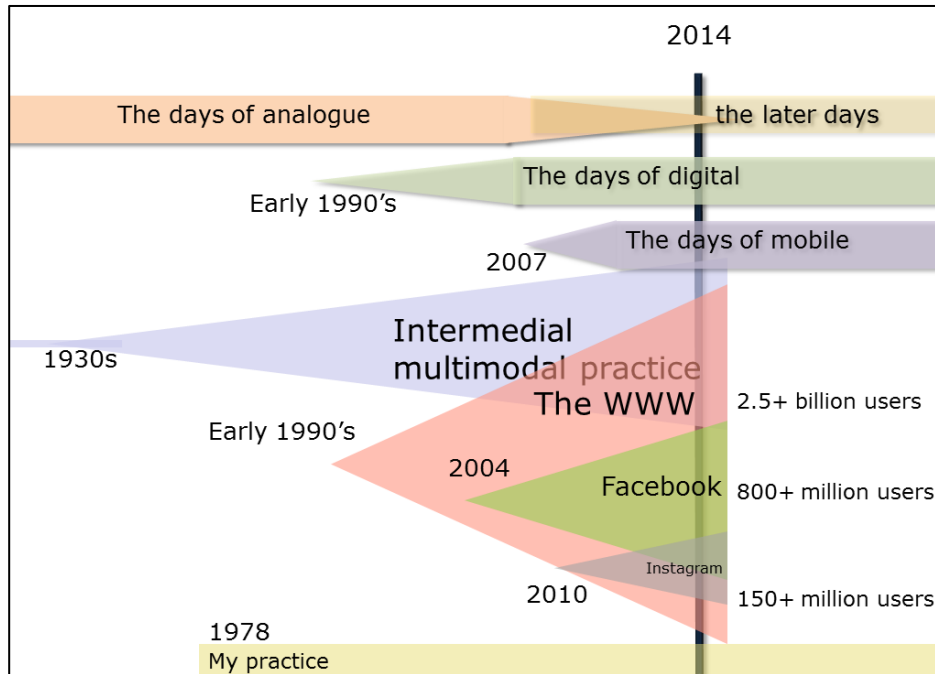 2014
The days of analogue
the later days
The days of digital
Early 1990's
The days of mobile
2007
Intermedial
multimodal practice
1930s
The WWW
2.5+ billion users
Early 1990's
2004
Facebook
800+ million users
Instagram
2010
150+ million users
1978
My practice